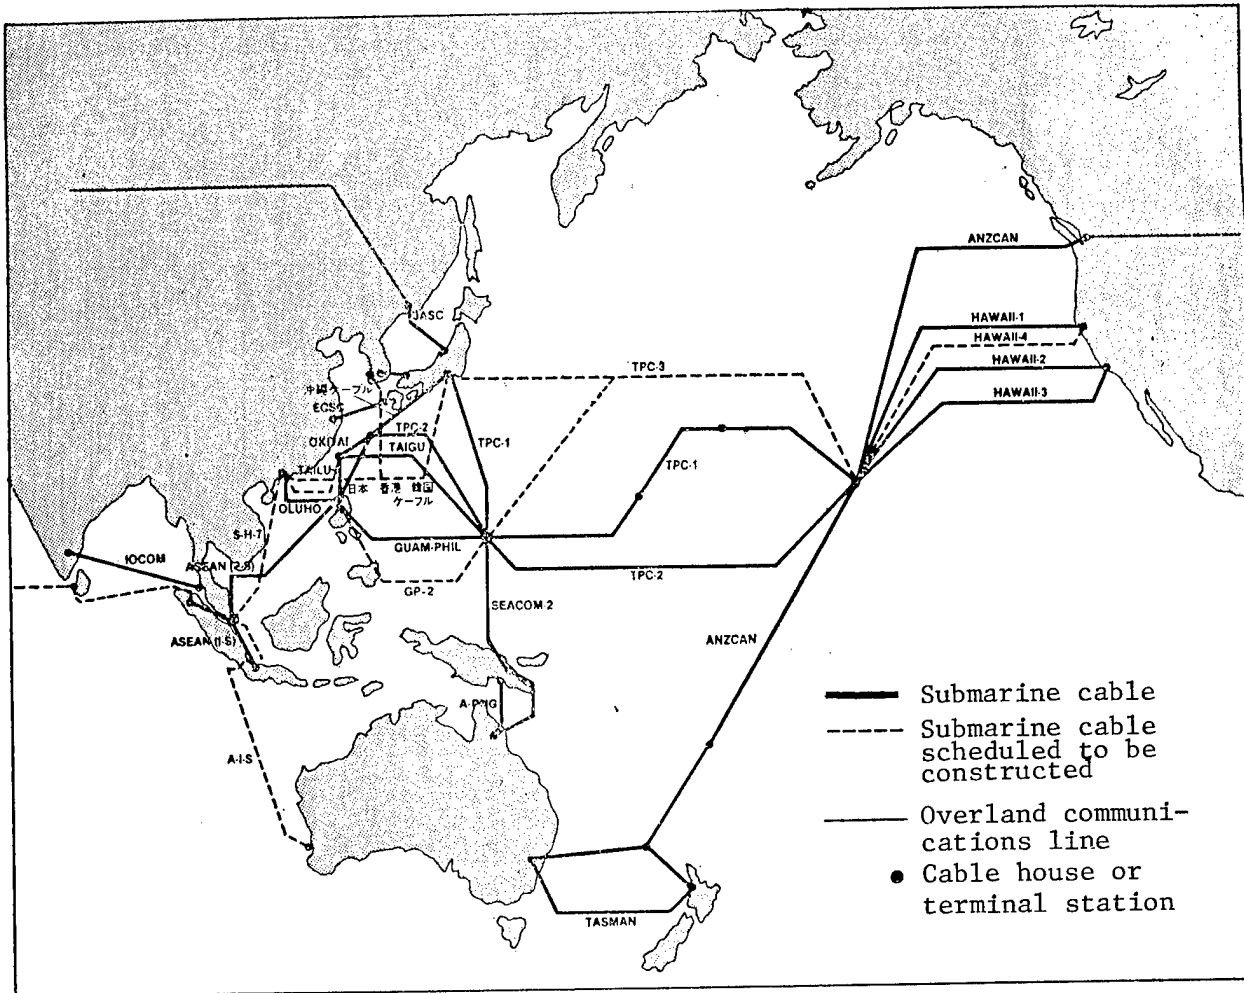 ANZCAN
HAWAII-1
HAWAII-4
HAWAII-2
HAWAII-3
JASC
TPC-3
沖縄ケーブル
ECSC
OKITAI
TPC-2
TAIGU
TPC-1
TPC-1
TAILU
日本 香港 韓国
ケーブル
OLUHO
S-H-T
GUAM-PHIL
IOCOM
ASEAN (2-S)
TPC-2
GP-2
SEACOM-2
ASEAN (1-S)
ANZCAN
A-PNG
A-I-S
TASMAN
Submarine cable
Submarine cable
scheduled to be
constructed
Overland communi-
cations line
Cable house or
terminal station